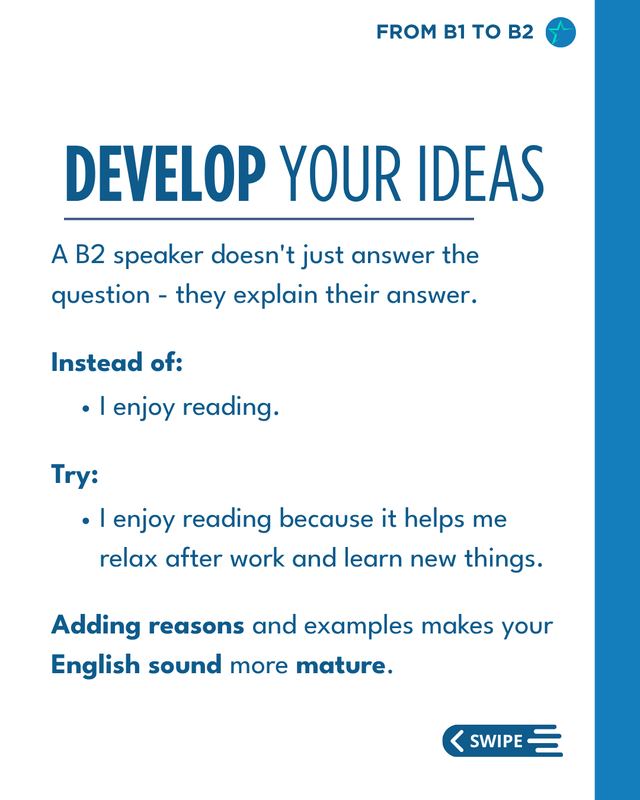 FROM B1 TO B2
DEVELOP YOUR IDEAS
A B2 speaker doesn't just answer the
question - they explain their answer.
Instead of:
• I enjoy reading.
Try:
• I enjoy reading because it helps me
relax after work and learn new things.
Adding reasons and examples makes your
English sound more mature.
SWIPE